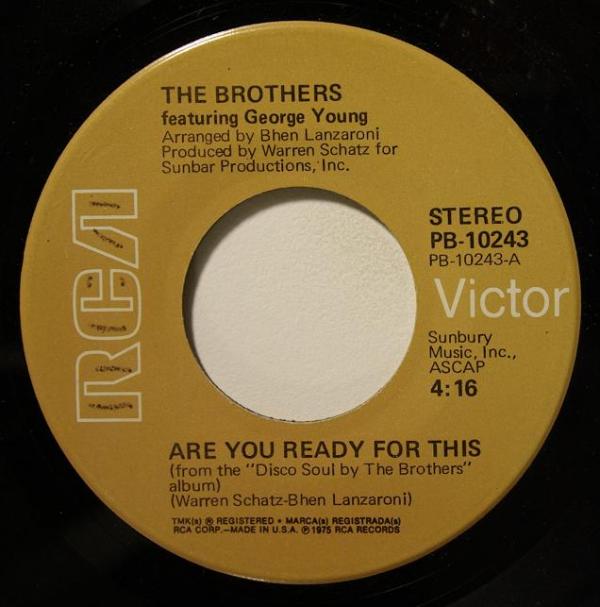 THE BROTHERS
featuring George Young
Arranged by Bhen Lanzaroni
Produced by Warren Schatz for
Sunbar Productions, Inc.
RCA
STEREO
PB-10243
PB-10243-A
Victor
Sunbury
Music, Inc.,
ASCAP
4:16
ARE YOU READY FOR THIS
(from the "Disco Soul by The Brothers"
album)
(Warren Schatz-Bhen Lanzaroni)
TMK(s) ® REGISTERED • MARCA(s) REGISTRADA(s)
RCA CORP.—MADE IN U.S.A. ℗ 1975 RCA RECORDS